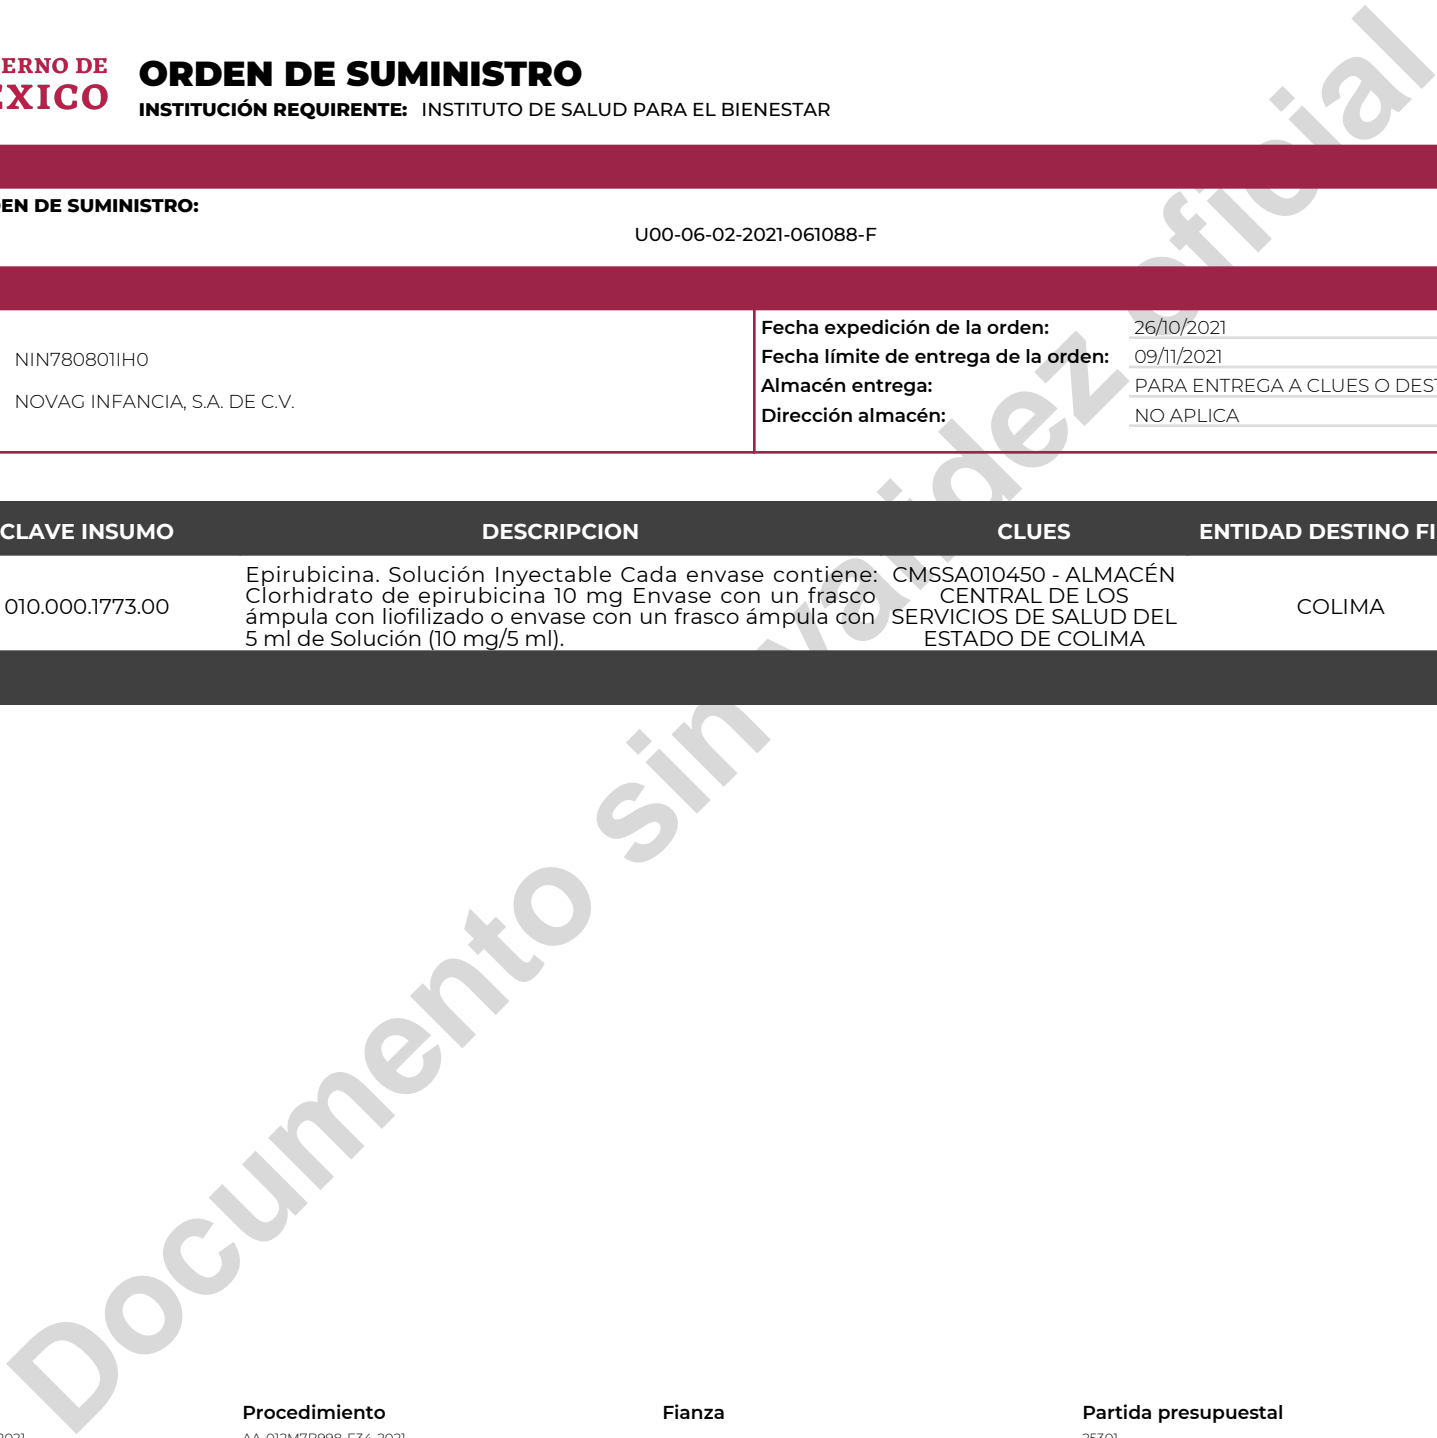 ERNO DE
ÉXICO
ORDEN DE SUMINISTRO
INSTITUCIÓN REQUIRENTE: INSTITUTO DE SALUD PARA EL BIENESTAR
EN DE SUMINISTRO:
U00-06-02-2021-061088-F
NIN780801IH0
NOVAG INFANCIA, S.A. DE C.V.
Fecha expedición de la orden: 26/10/2021
Fecha límite de entrega de la orden: 09/11/2021
Almacén entrega: PARA ENTREGA A CLUES O DEST
Dirección almacén: NO APLICA
CLAVE INSUMO DESCRIPCION CLUES ENTIDAD DESTINO FI
010.000.1773.00
Epirubicina. Solución Inyectable Cada envase contiene:
Clorhidrato de epirubicina 10 mg Envase con un frasco
ámpula con liofilizado o envase con un frasco ámpula con
5 ml de Solución (10 mg/5 ml).
CMSSA010450 - ALMACÉN
CENTRAL DE LOS
SERVICIOS DE SALUD DEL
ESTADO DE COLIMA
COLIMA
Documento sin validez oficial
Procedimiento Fianza Partida presupuestal